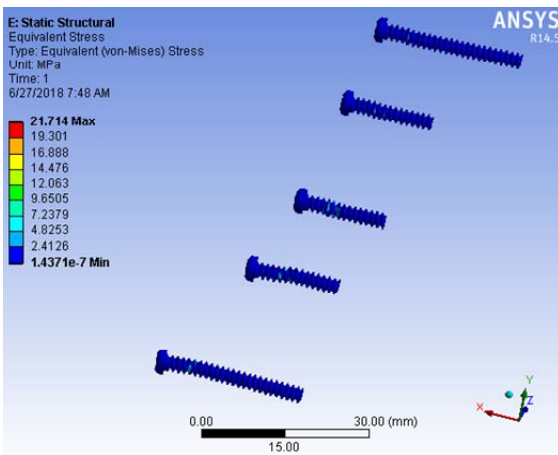 E: Static Structural
Equivalent Stress
Type: Equivalent (von-Mises) Stress
Unit: MPa
Time: 1
6/27/2018 7:48 AM
21.714 Max
19.301
16.888
14.476
12.063
9.6505
7.2379
4.8253
2.4126
1.4371e-7 Min
ANSYS
R14.5
0.00
30.00 (mm)
15.00
X
Y
Z